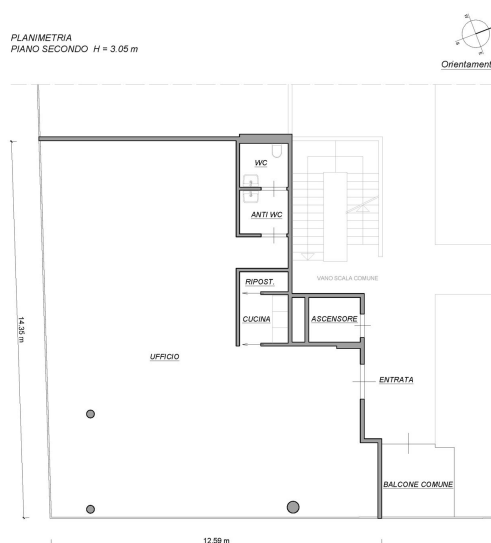 PLANIMETRIA
PIANO SECONDO H = 3.05 m
Orientament
WC
ANTI WC
RIPOST.
VANO SCALA COMUNE
CUCINA
ASCENSORE
14.35 m
UFFICIO
ENTRATA
BALCONE COMUNE
12.59 m